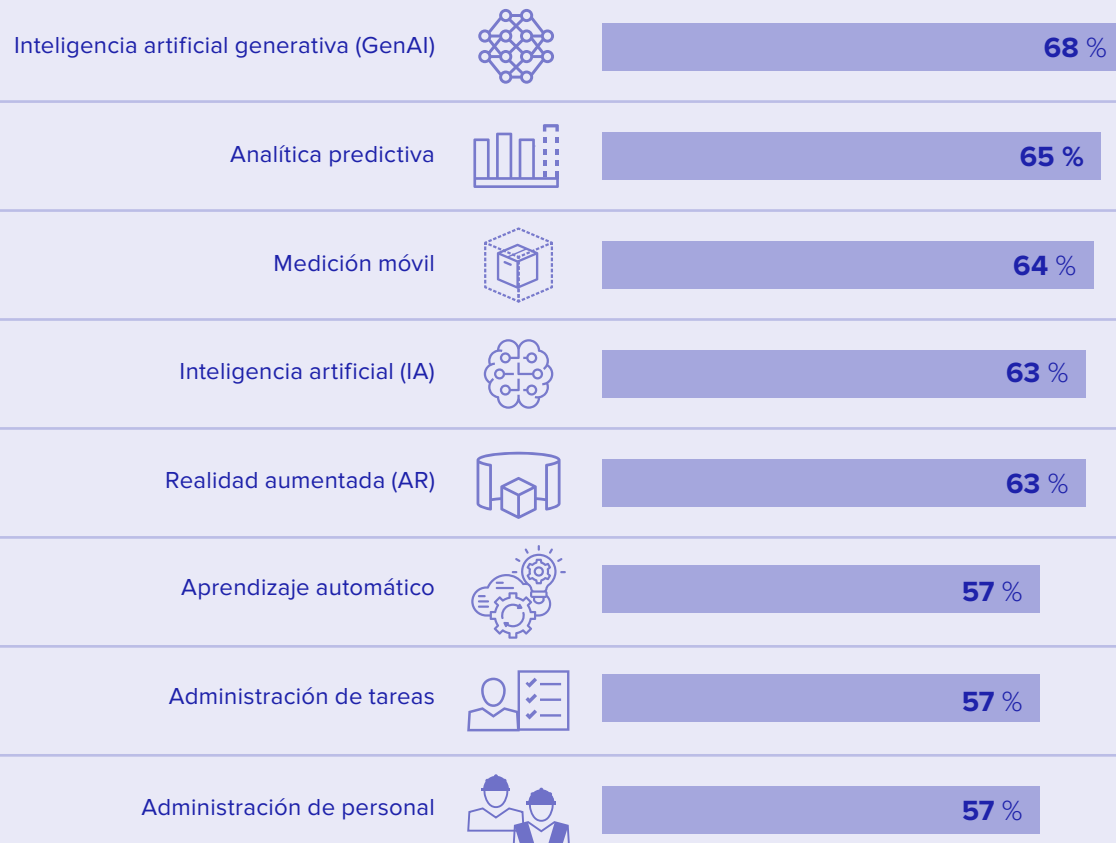 Inteligencia artificial generativa (GenAI) 68 %
Analítica predictiva 65 %
Medición móvil 64 %
Inteligencia artificial (IA) 63 %
Realidad aumentada (AR) 63 %
Aprendizaje automático 57 %
Administración de tareas 57 %
Administración de personal 57 %